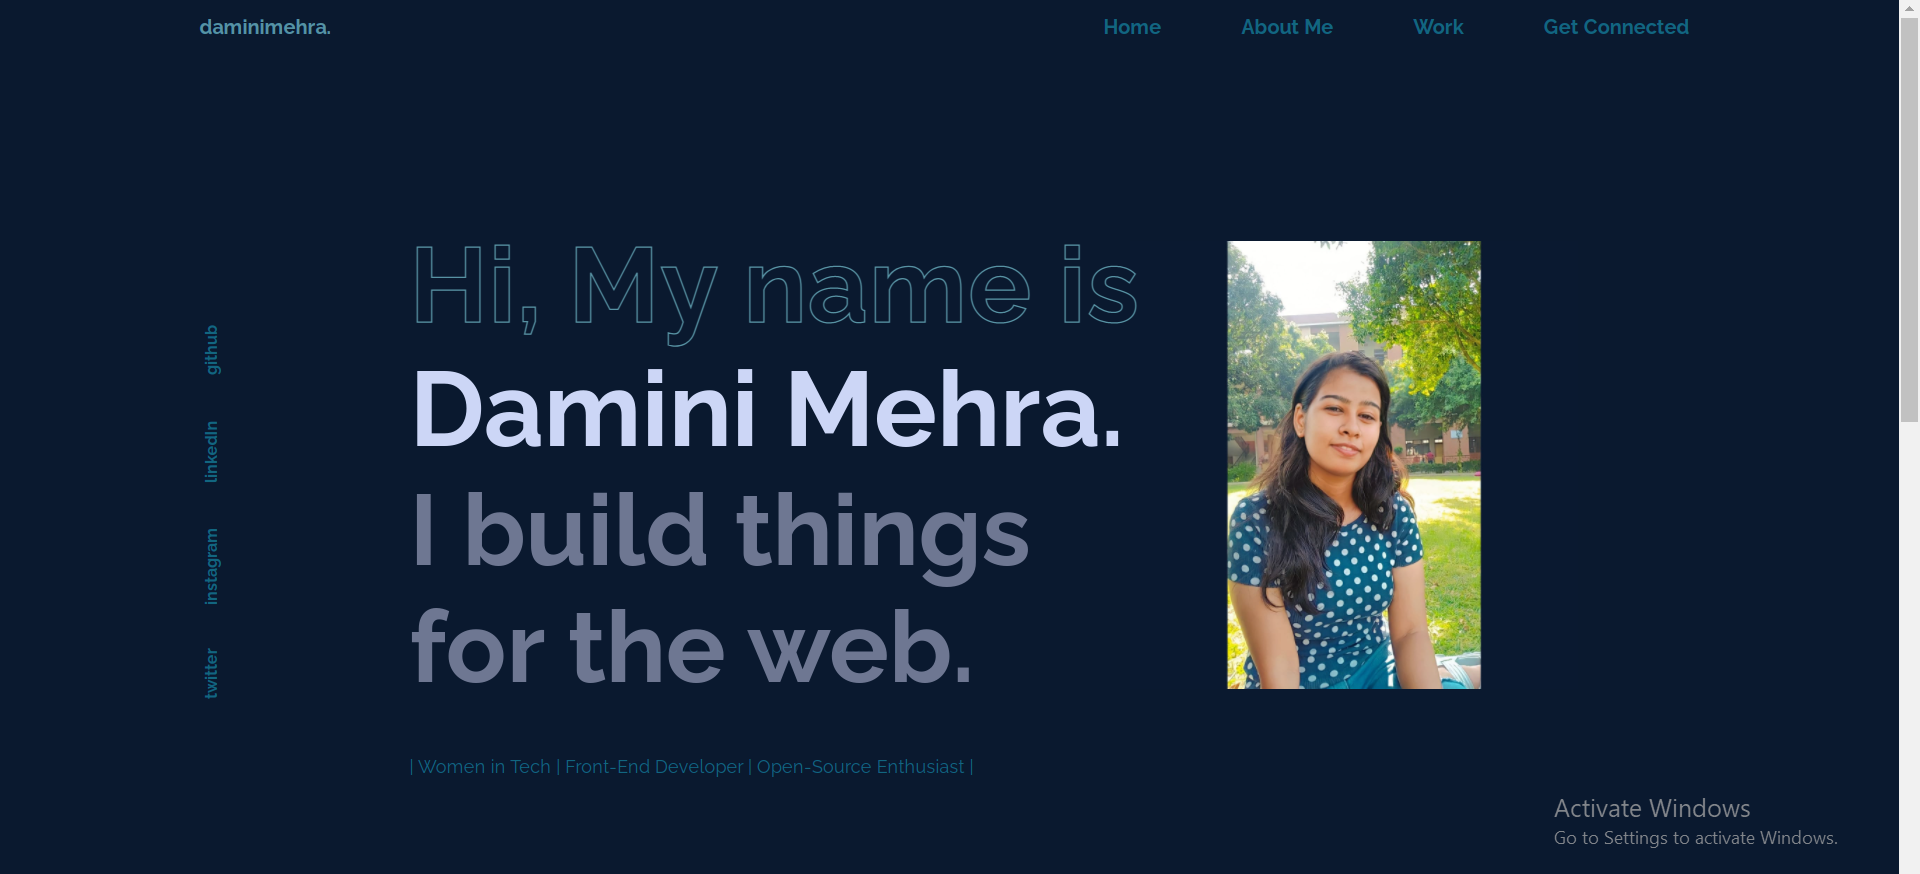 daminimehra.
Home
About Me
Work
Get Connected
Hi, My name is
Damini Mehra.
I build things
for the web.
github
linkedIn
instagram
twitter
| Women in Tech | Front-End Developer | Open-Source Enthusiast |
Activate Windows
Go to Settings to activate Windows.